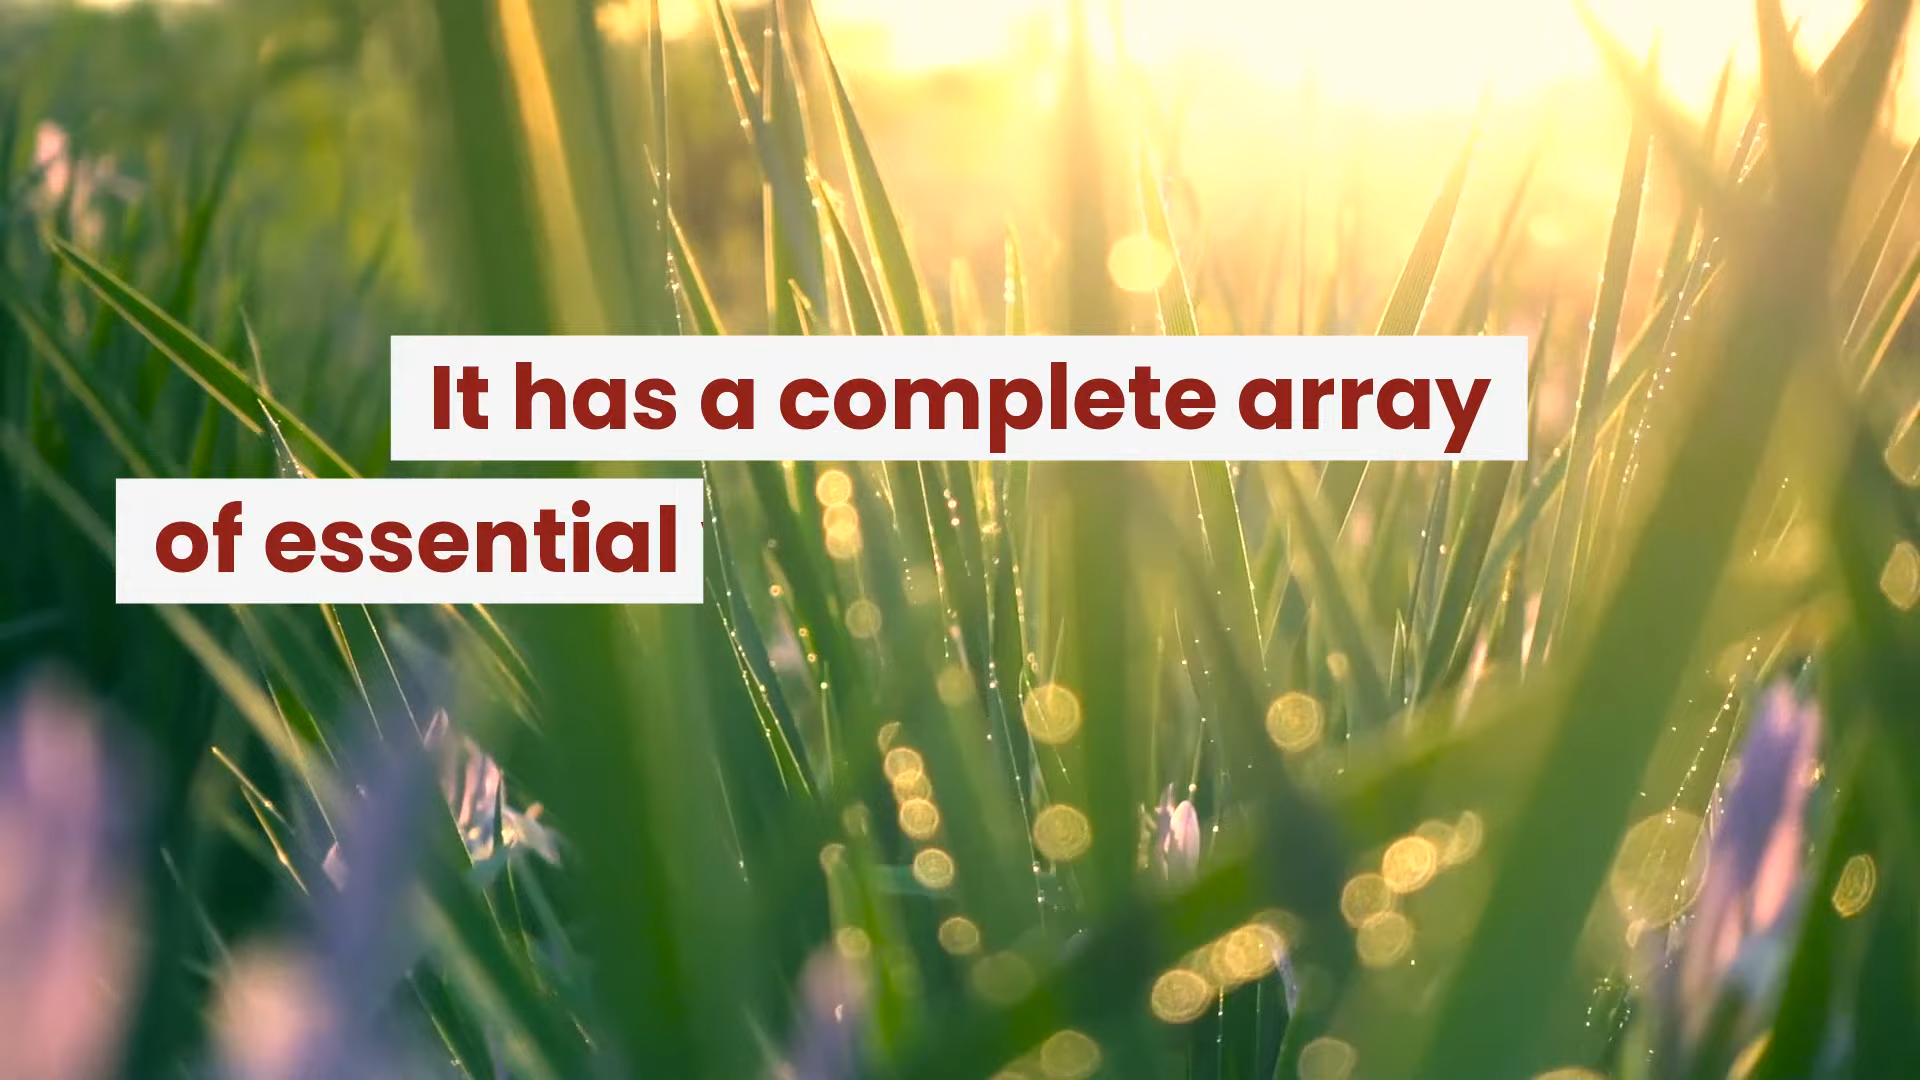 It has a complete array
of essential